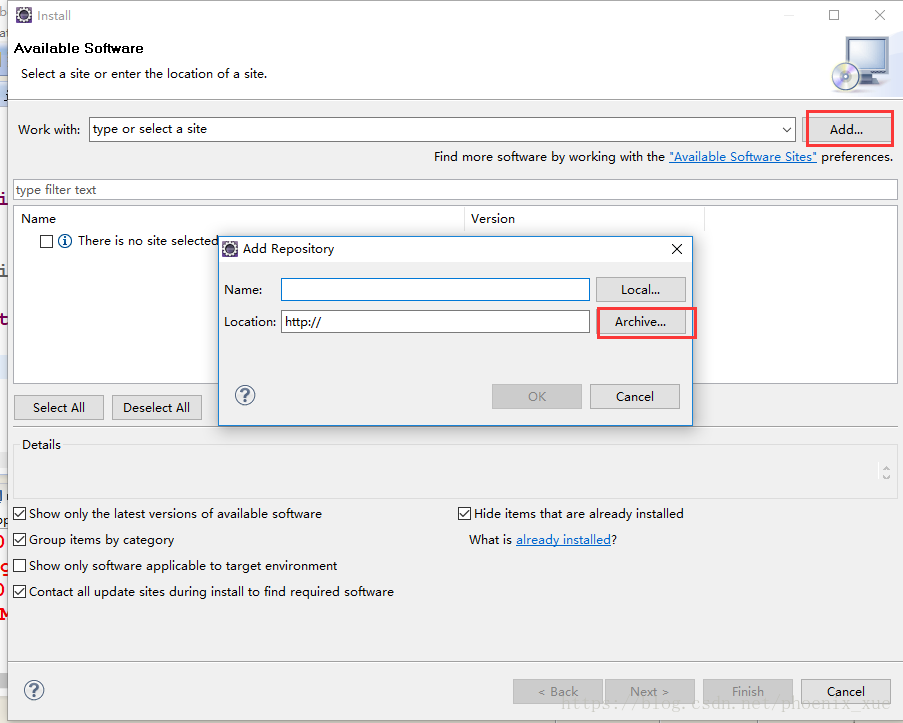 Install
Available Software
Select a site or enter the location of a site.
Work with: type or select a site Add...
Find more software by working with the "Available Software Sites" preferences.
type filter text
Name Version
There is no site selected
Add Repository
Name: Local...
Location: http:// Archive...
OK Cancel
Select All Deselect All
Details
Show only the latest versions of available software Hide items that are already installed
Group items by category What is already installed?
Show only software applicable to target environment
Contact all update sites during install to find required software
< Back Next > Finish Cancel
https://blog.csdn.net/phoenix_xue